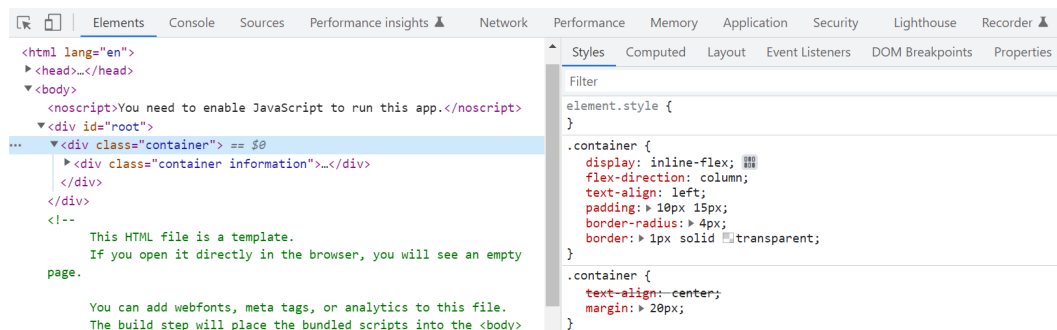 Elements Console Sources Performance insights Network Performance Memory Application Security Lighthouse Recorder
<html lang="en">
<head>…</head>
<body>
<noscript>You need to enable JavaScript to run this app.</noscript>
<div id="root">
... <div class="container"> == $0
<div class="container information">…</div>
</div>
</div>
<!--
This HTML file is a template.
If you open it directly in the browser, you will see an empty
page.
You can add webfonts, meta tags, or analytics to this file.
The build step will place the bundled scripts into the <body>
Styles Computed Layout Event Listeners DOM Breakpoints Properties
Filter
element.style {
}
.container {
display: inline-flex;
flex-direction: column;
text-align: left;
padding: 10px 15px;
border-radius: 4px;
border: 1px solid transparent;
}
.container {
text-align: center;
margin: 20px;
}